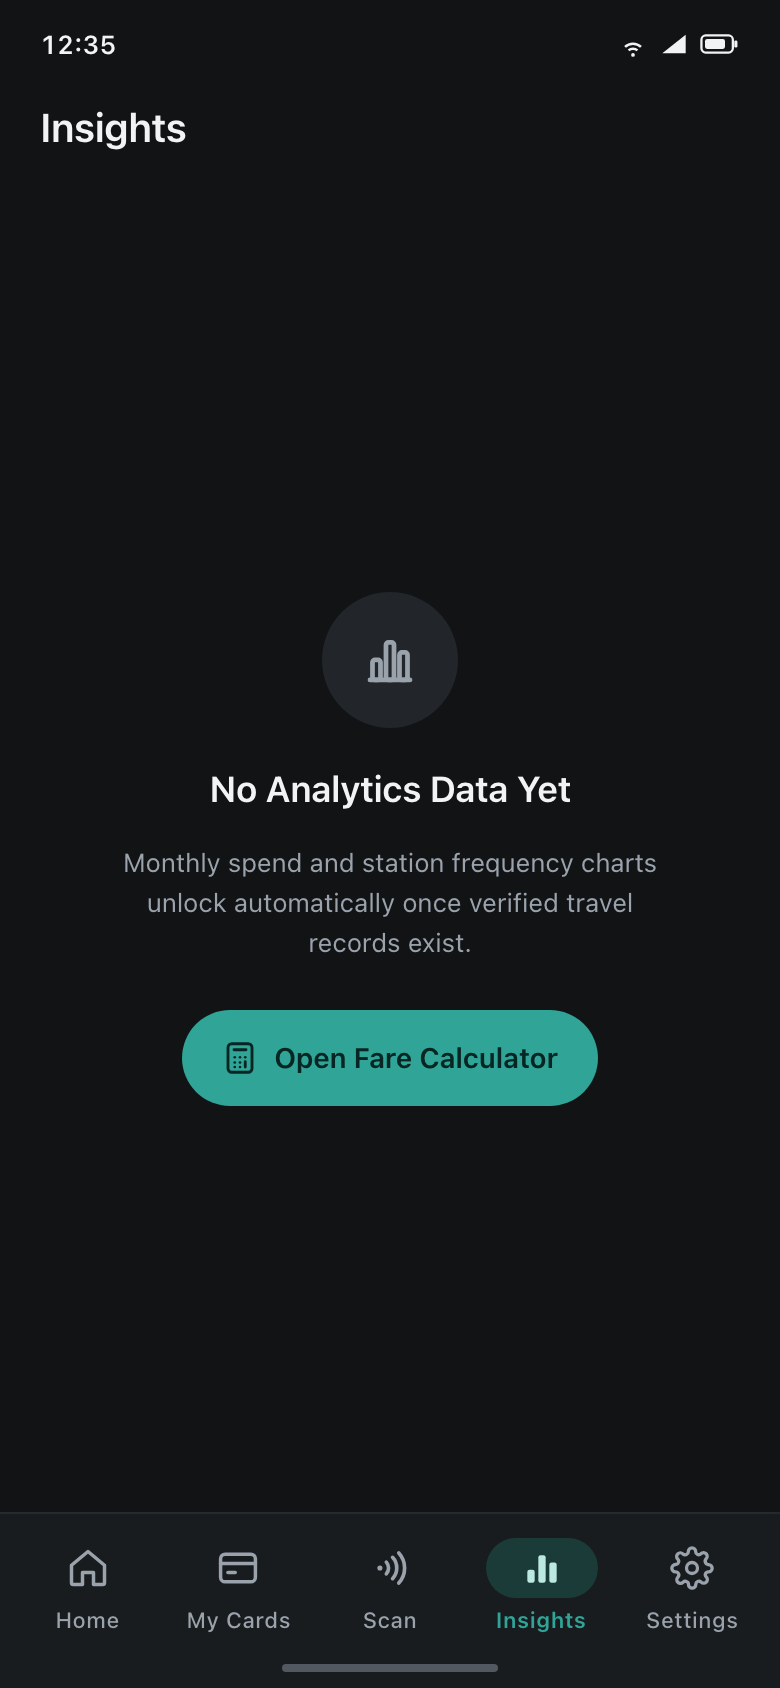 12:35
Insights
No Analytics Data Yet
Monthly spend and station frequency charts
unlock automatically once verified travel
records exist.
Open Fare Calculator
Home
My Cards
Scan
Insights
Settings